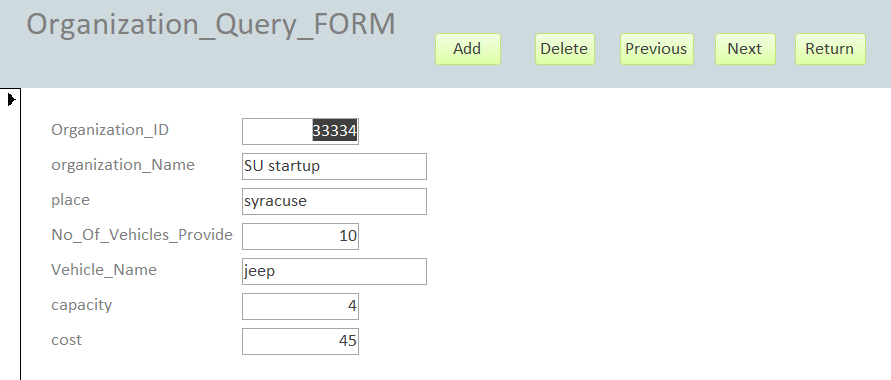 Organization_Query_FORM
Add Delete Previous Next Return
Organization_ID 33334
organization_Name SU startup
place syracuse
No_Of_Vehicles_Provide 10
Vehicle_Name jeep
capacity 4
cost 45